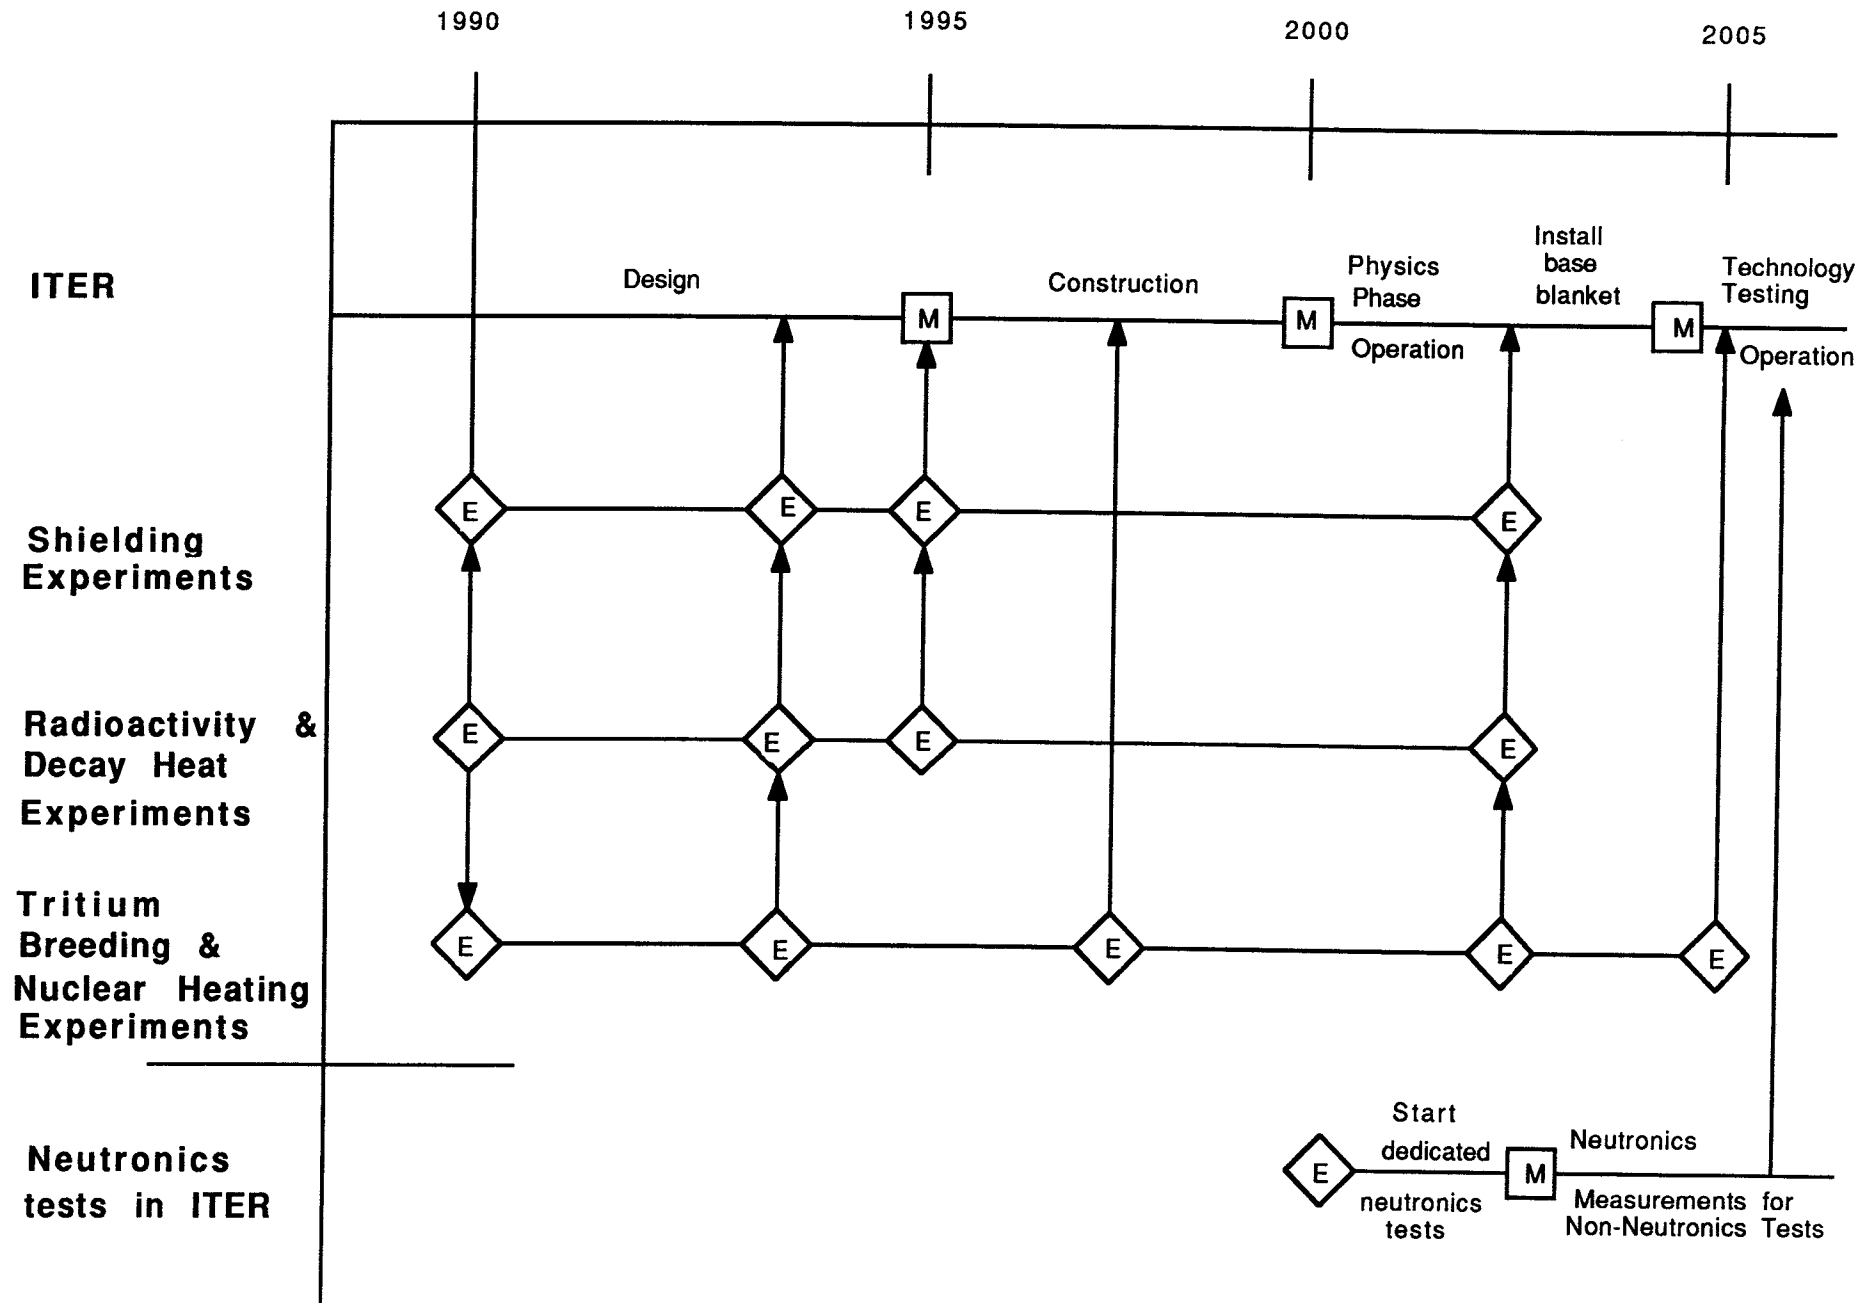 1990 1995 2000 2005
ITER
Design
M
Construction
M
Physics
Phase
Operation
Install
base
blanket
M
Technology
Testing
Operation
Shielding
Experiments
E E E E
Radioactivity &
Decay Heat
Experiments
E E E E
Tritium
Breeding &
Nuclear Heating
Experiments
E E E E E
Neutronics
tests in ITER
E
Start
dedicated
neutronics
tests
M
Neutronics
Measurements for
Non-Neutronics Tests